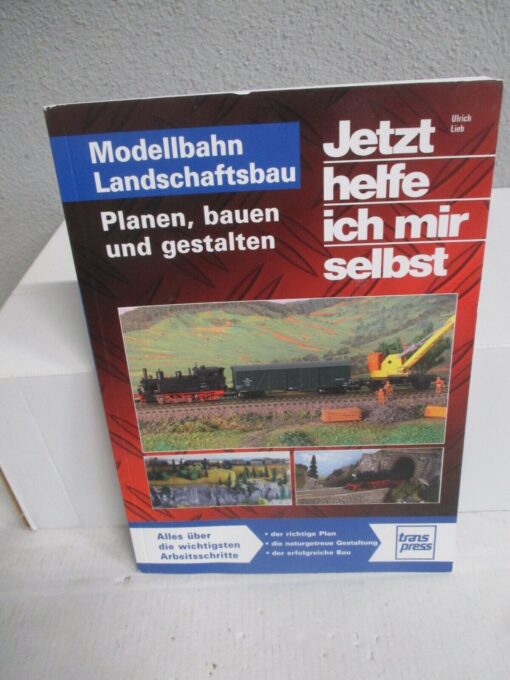 Ulrich
Lieb
Modellbahn
Landschaftsbau
Planen, bauen
und gestalten
Jetzt
helfe
ich mir
selbst
Alles über
die wichtigsten
Arbeitsschritte
• der richtige Plan
• die naturgetreue Gestaltung
• der erfolgreiche Bau
trans
press